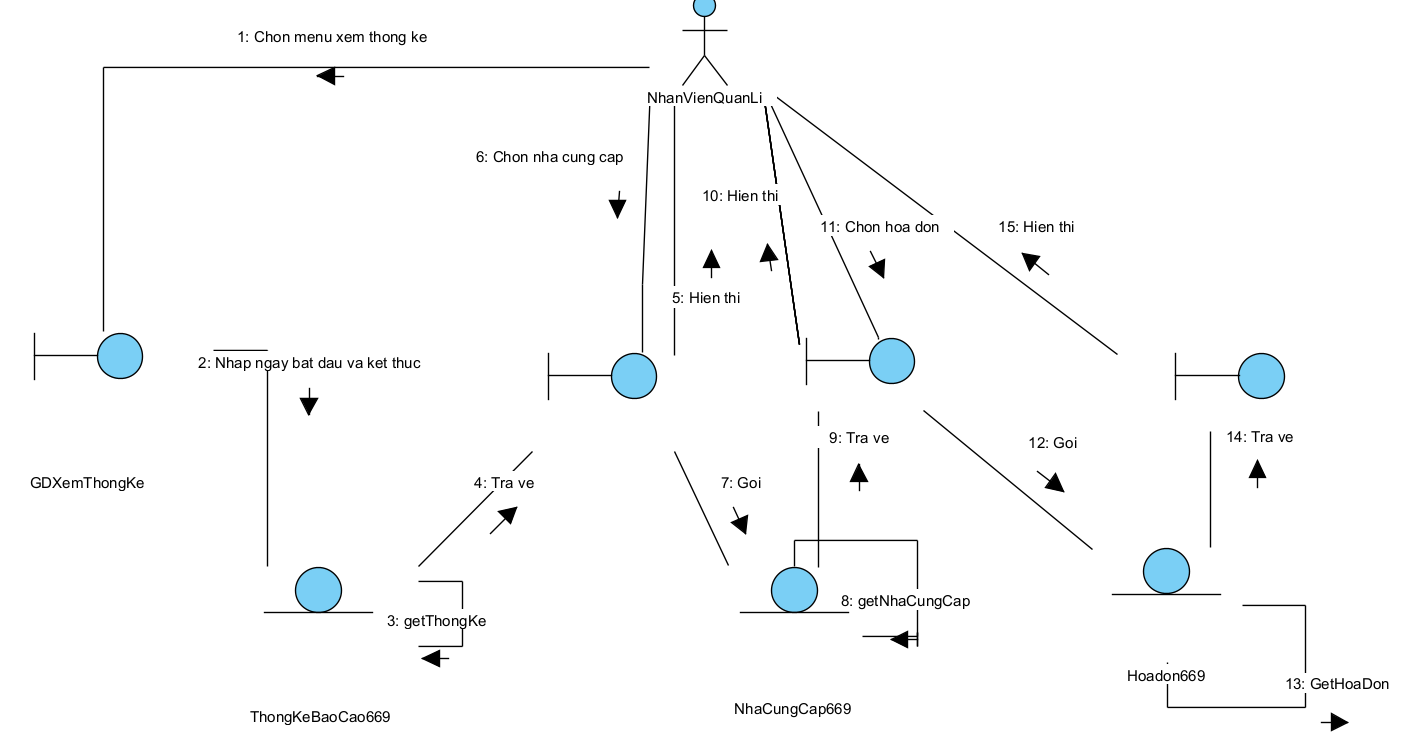 1: Chon menu xem thong ke
NhanVienQuanLi
6: Chon nha cung cap
10: Hien thi
11: Chon hoa don
15: Hien thi
5: Hien thi
2: Nhap ngay bat dau va ket thuc
9: Tra ve
12: Goi
14: Tra ve
GDXemThongKe
4: Tra ve
7: Goi
3: getThongKe
8: getNhaCungCap
Hoadon669
13: GetHoaDon
ThongKeBaoCao669
NhaCungCap669